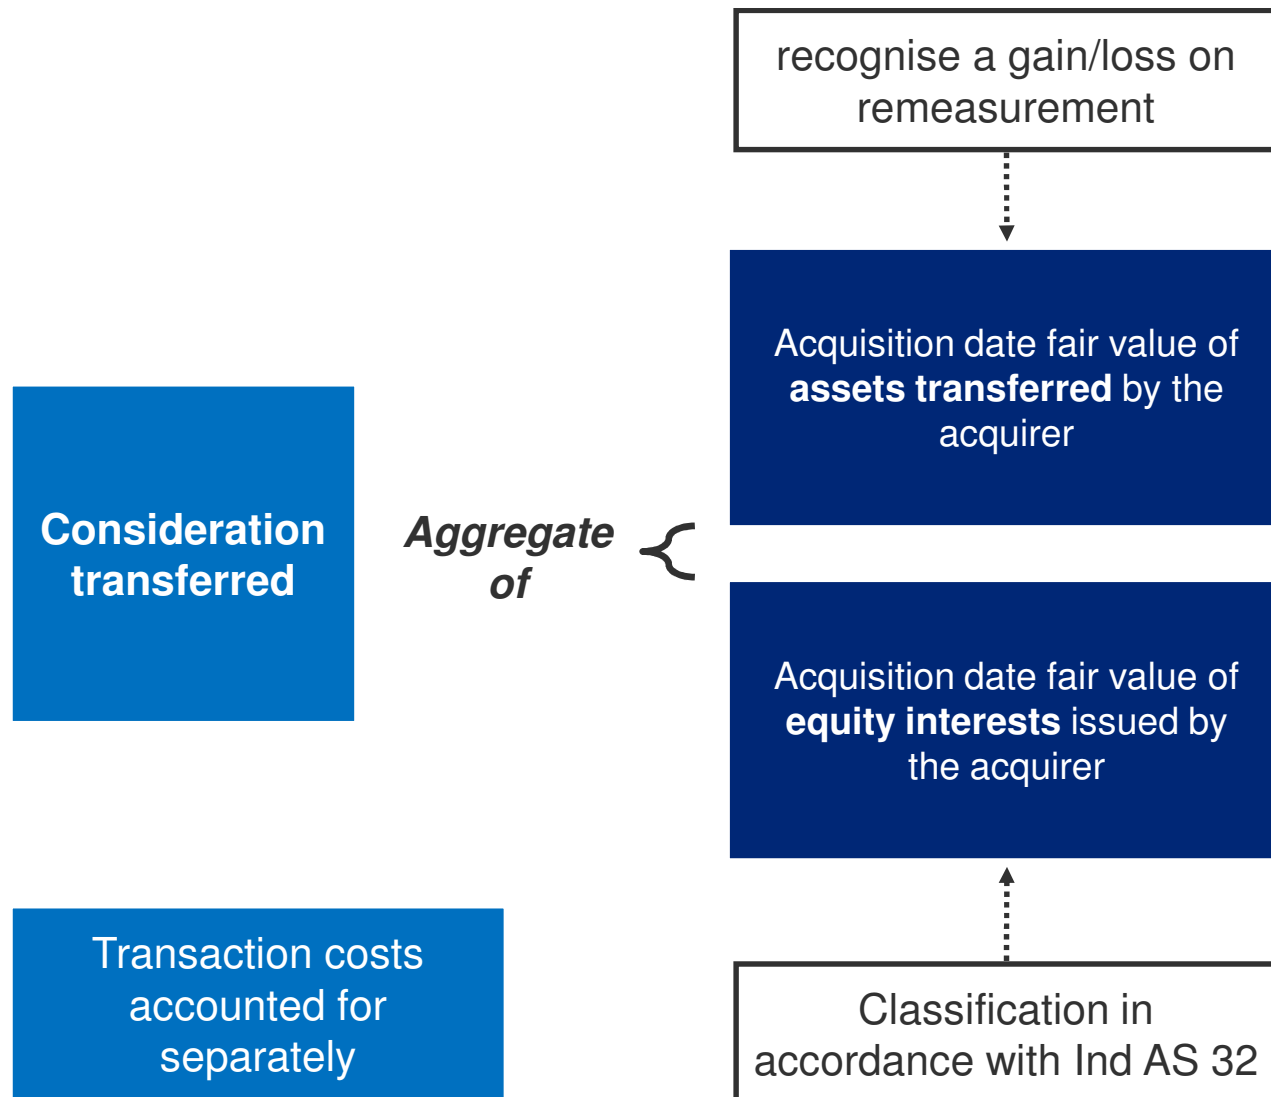 recognise a gain/loss on
remeasurement
Acquisition date fair value of
assets transferred by the
acquirer
Consideration
transferred
Aggregate
of
Acquisition date fair value of
equity interests issued by
the acquirer
Transaction costs
accounted for
separately
Classification in
accordance with Ind AS 32